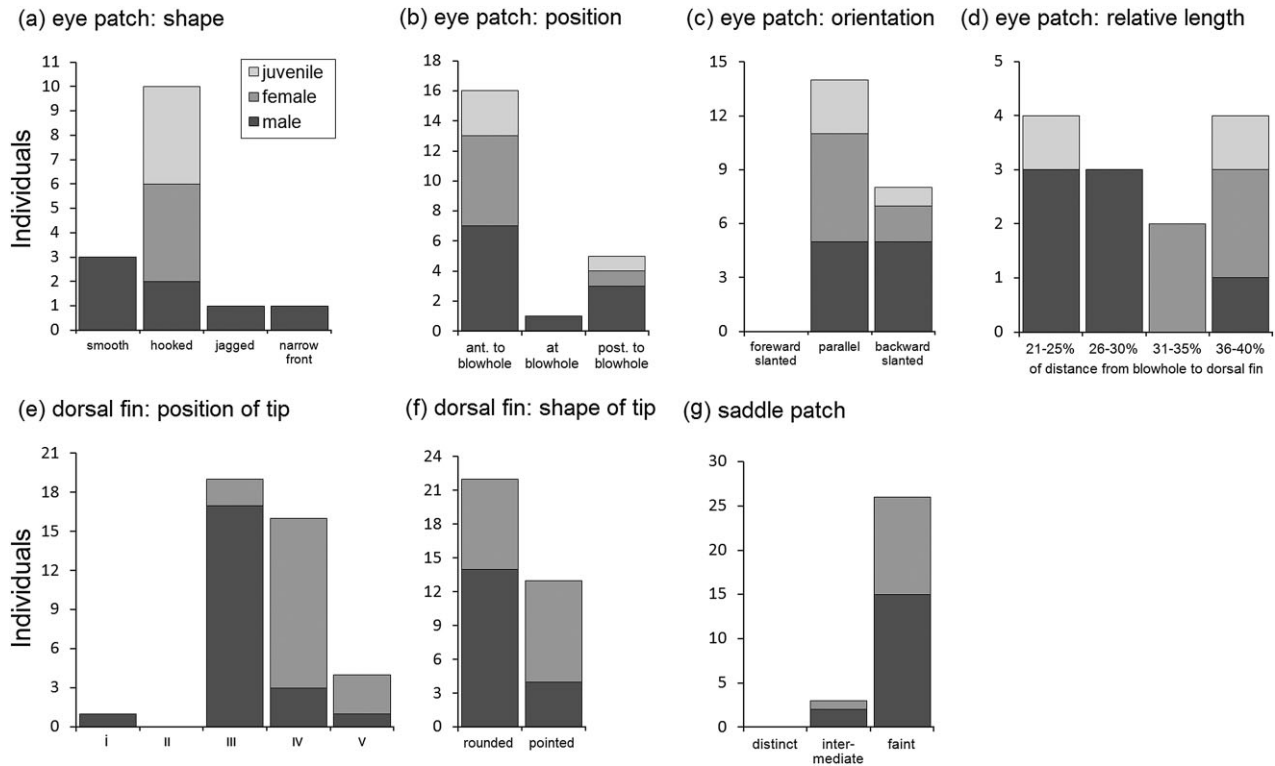 (a) eye patch: shape
(b) eye patch: position
(c) eye patch: orientation
(d) eye patch: relative length
Individuals
11
10
9
8
7
6
5
4
3
2
1
0
smooth
hooked
jagged
narrow
front
juvenile
female
male
18
16
14
12
10
8
6
4
2
0
ant. to
blowhole
at
blowhole
post. to
blowhole
15
12
9
6
3
0
foreward
slanted
parallel
backward
slanted
5
4
3
2
1
0
21-25%
26-30%
31-35%
36-40%
of distance from blowhole to dorsal fin
(e) dorsal fin: position of tip
(f) dorsal fin: shape of tip
(g) saddle patch
Individuals
21
18
15
12
9
6
3
0
i
II
III
IV
V
24
21
18
15
12
9
6
3
0
rounded
pointed
30
25
20
15
10
5
0
distinct
inter-
mediate
faint